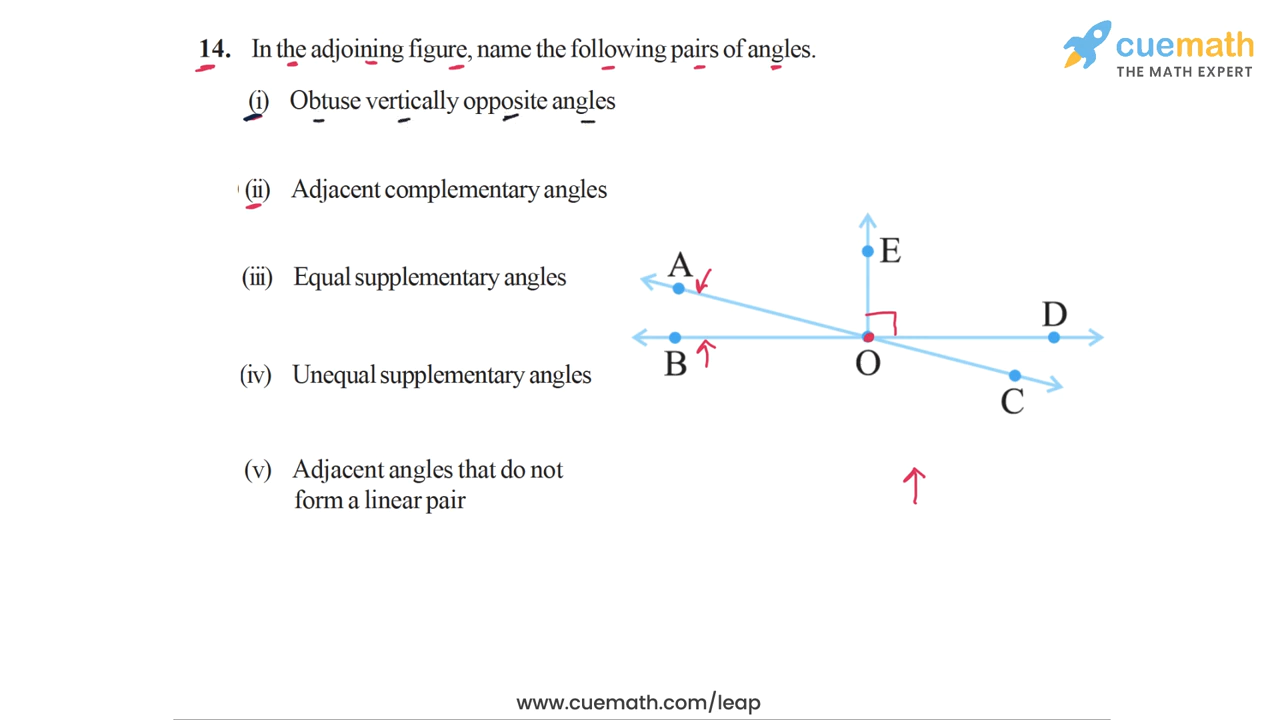 cuemath
THE MATH EXPERT
14. In the adjoining figure, name the following pairs of angles.
(i) Obtuse vertically opposite angles
(ii) Adjacent complementary angles
(iii) Equal supplementary angles
(iv) Unequal supplementary angles
(v) Adjacent angles that do not
form a linear pair
E
A
D
B
O
C
www.cuemath.com/leap